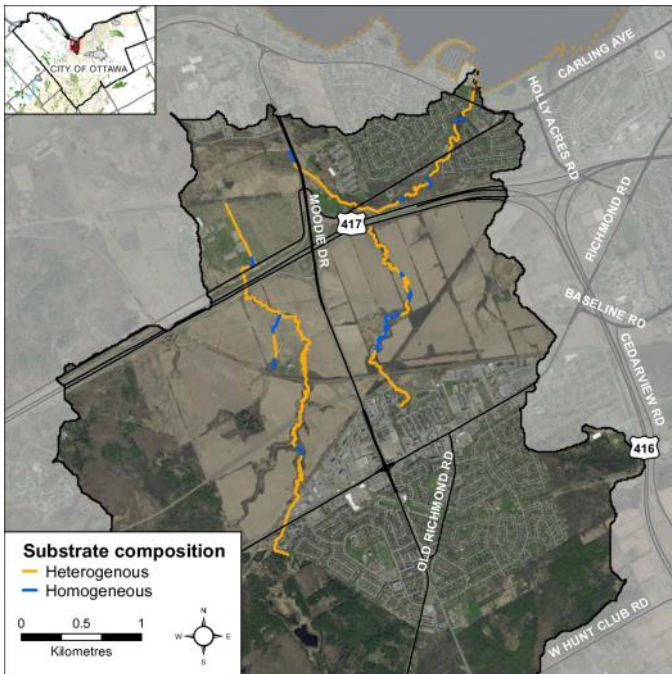 CITY OF OTTAWA
CARLING AVE
HOLLY ACRES RD
RICHMOND RD
MOODIE DR
417
BASELINE RD
CEDARVIEW RD
416
OLD RICHMOND RD
W HUNT CLUB RD
Substrate composition
Heterogenous
Homogeneous
0 0.5 1
Kilometres
N
W E
S